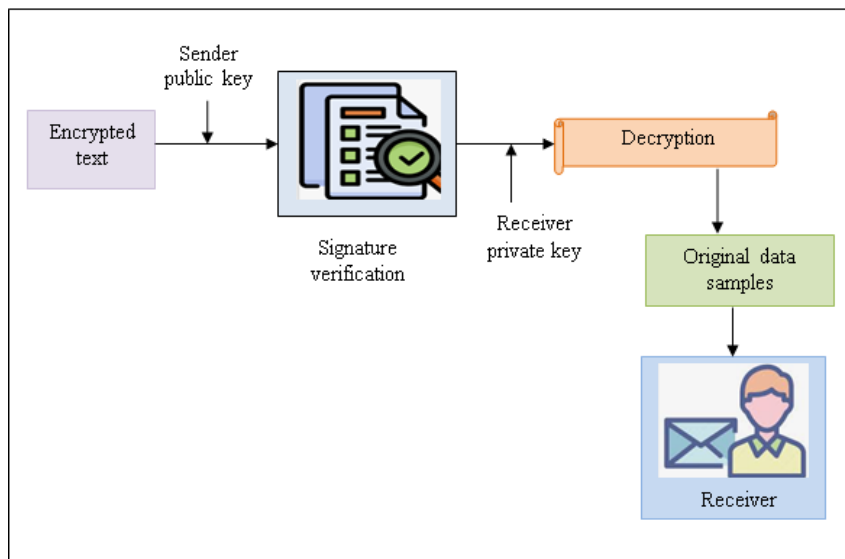 Sender
public key
Encrypted
text
Decryption
Signature
verification
Receiver
private key
Original data
samples
Receiver